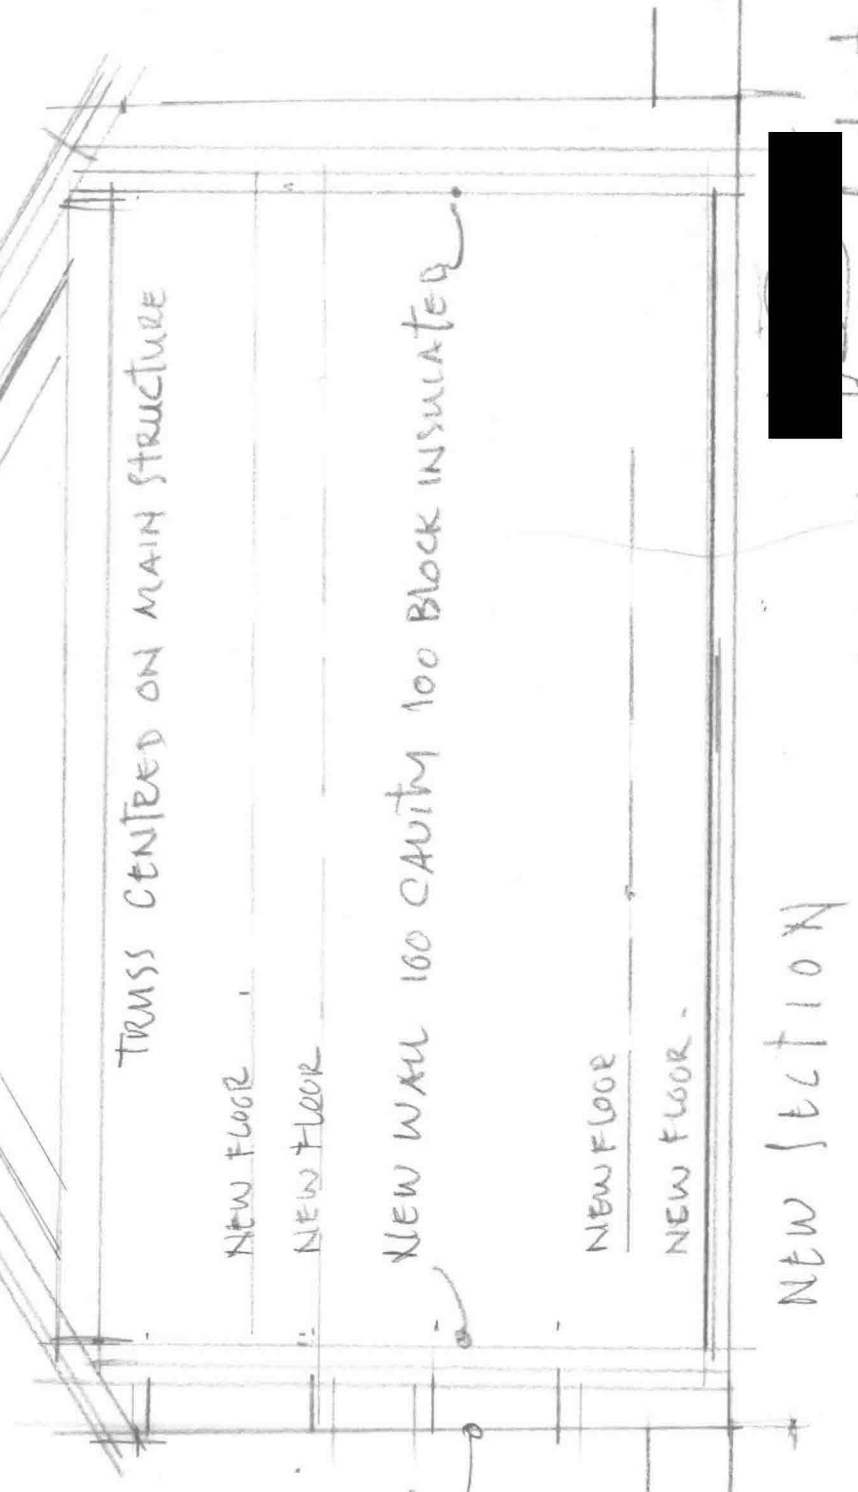 TRUSS CENTRED ON MAIN STRUCTURE
NEW FLOOR
NEW FLOOR
NEW WALL 100 CAVITY 100 BLOCK INSULATED
NEW FLOOR
NEW FLOOR.
NEW SECTION